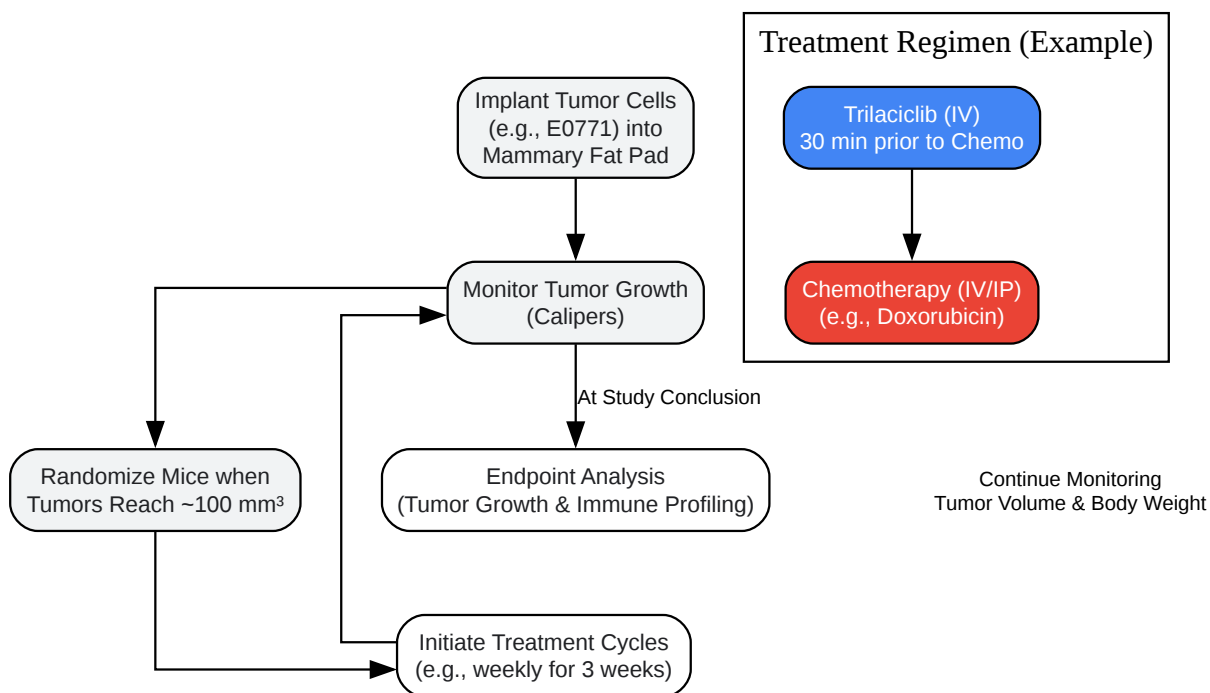 Treatment Regimen (Example)
Implant Tumor Cells
(e.g., E0771) into
Mammary Fat Pad
Trilaciclib (IV)
30 min prior to Chemo
Monitor Tumor Growth
(Calipers)
Chemotherapy (IV/IP)
(e.g., Doxorubicin)
At Study Conclusion
Randomize Mice when
Tumors Reach ~100 mm³
Endpoint Analysis
(Tumor Growth & Immune Profiling)
Continue Monitoring
Tumor Volume & Body Weight
Initiate Treatment Cycles
(e.g., weekly for 3 weeks)